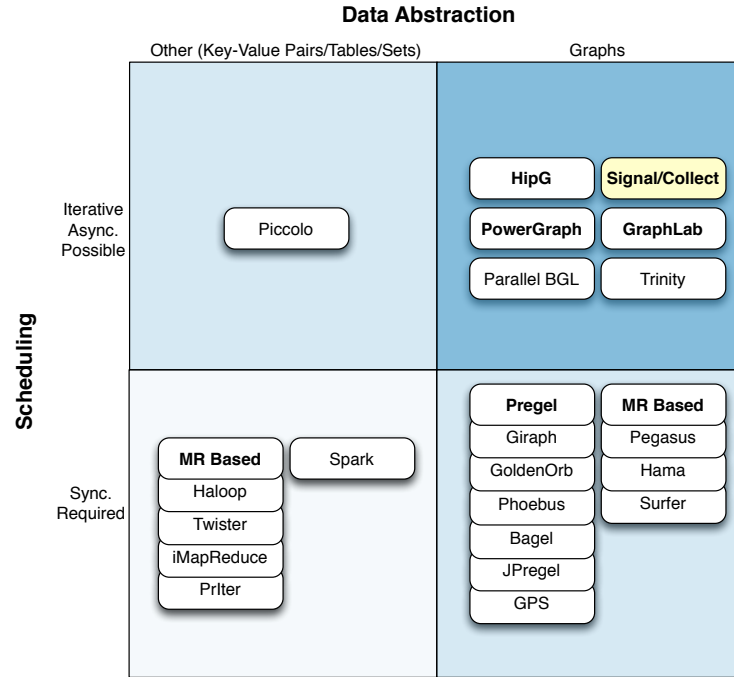 Data Abstraction
Other (Key-Value Pairs/Tables/Sets)
Graphs
Scheduling
Iterative
Async.
Possible
Piccolo
HipG
Signal/Collect
PowerGraph
GraphLab
Parallel BGL
Trinity
Sync.
Required
MR Based
Haloop
Twister
iMapReduce
PrIter
Spark
Pregel
Giraph
GoldenOrb
Phoebus
Bagel
JPregel
GPS
MR Based
Pegasus
Hama
Surfer